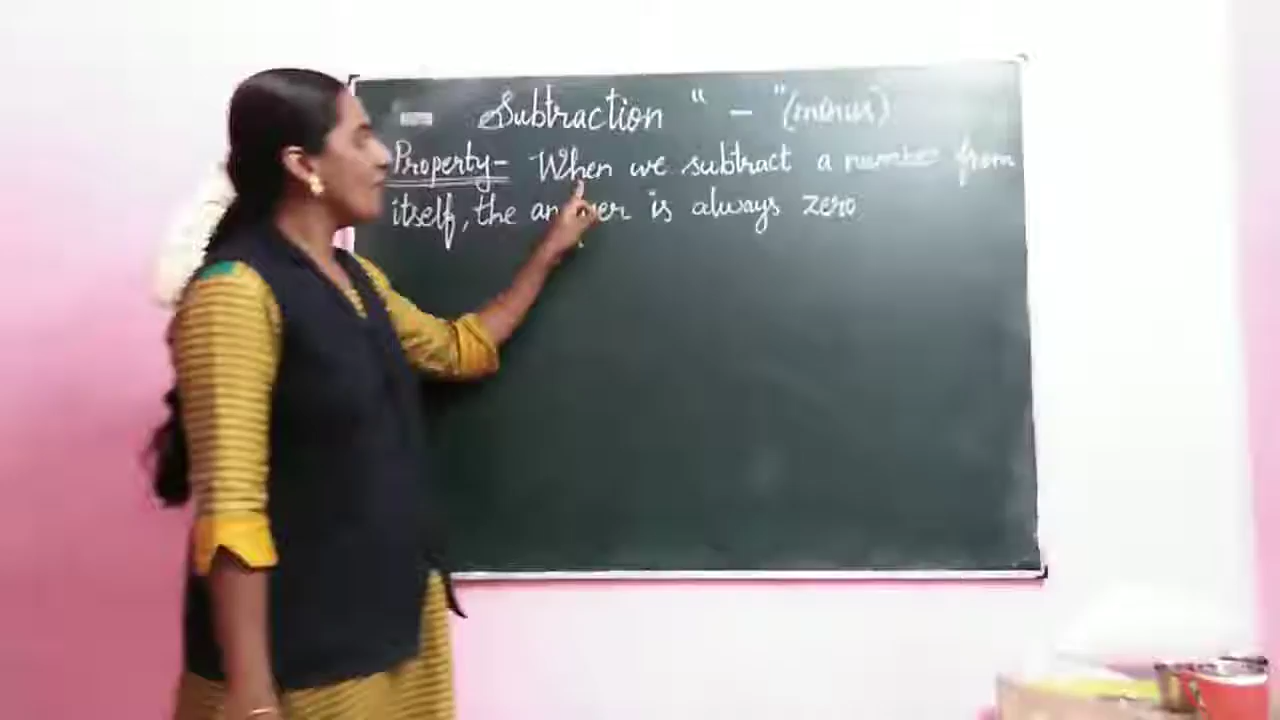 Subtraction " - " (minus)
Property- When we subtract a number from
itself, the answer is always zero